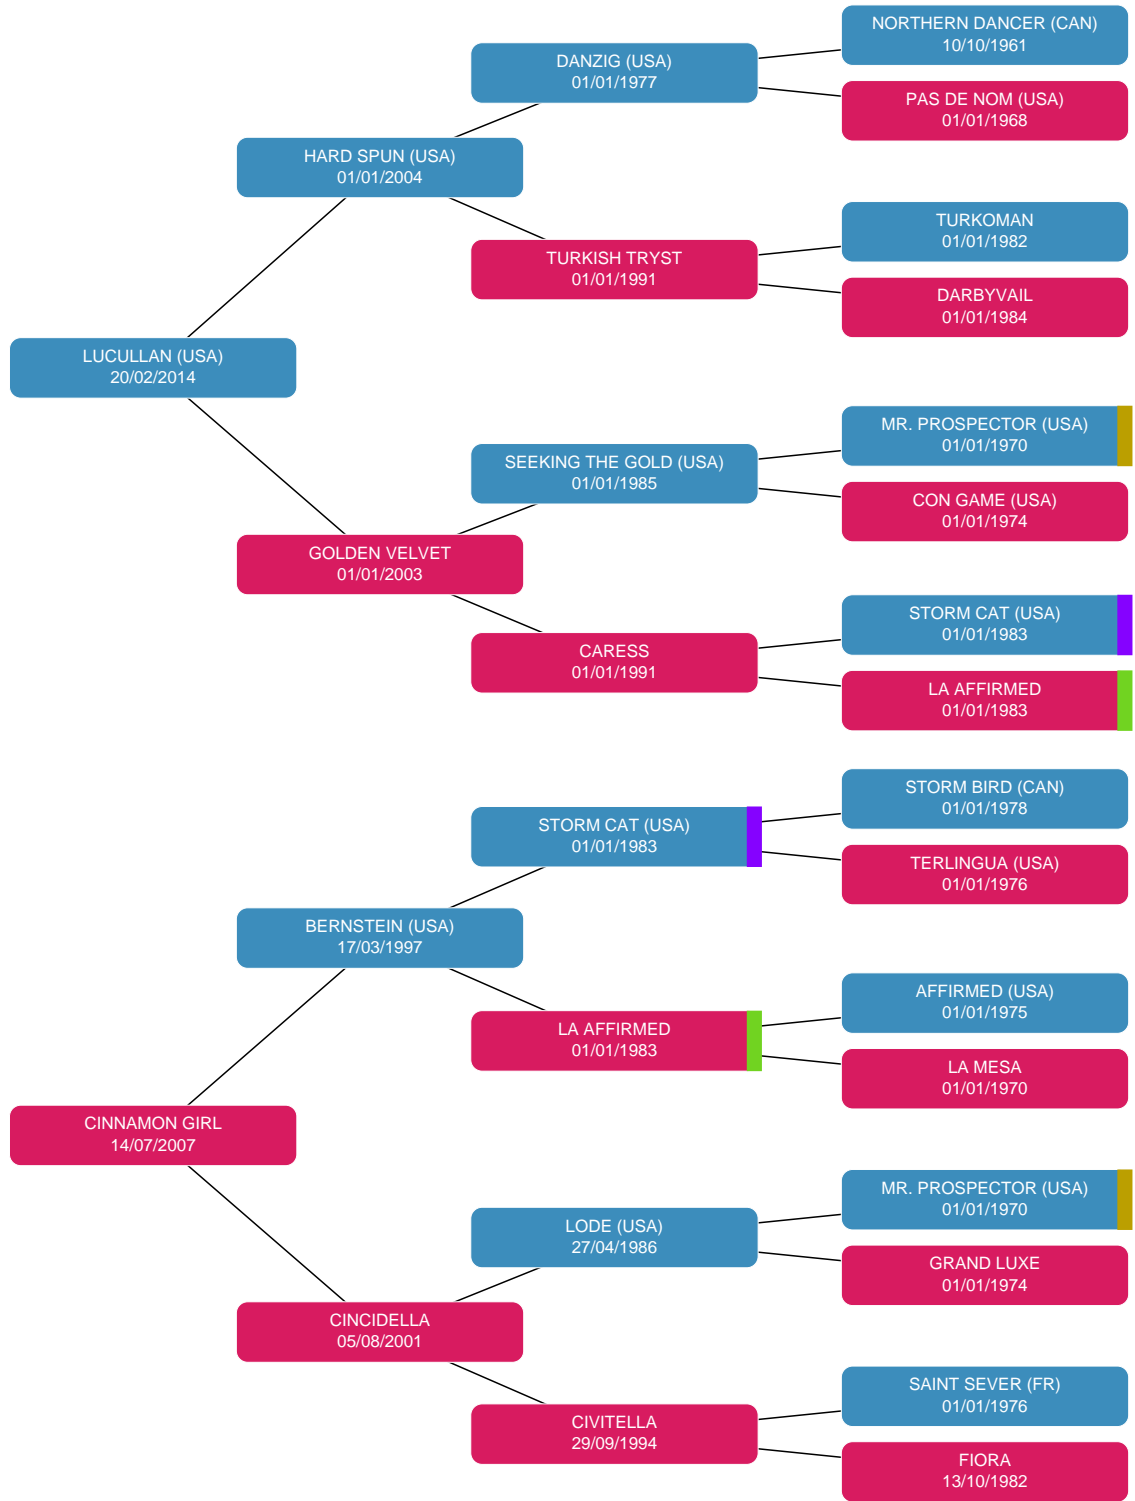 NORTHERN DANCER (CAN)
10/10/1961
DANZIG (USA)
01/01/1977
PAS DE NOM (USA)
01/01/1968
HARD SPUN (USA)
01/01/2004
TURKOMAN
01/01/1982
TURKISH TRYST
01/01/1991
DARBYVAIL
01/01/1984
LUCULLAN (USA)
20/02/2014
MR. PROSPECTOR (USA)
01/01/1970
SEEKING THE GOLD (USA)
01/01/1985
CON GAME (USA)
01/01/1974
GOLDEN VELVET
01/01/2003
STORM CAT (USA)
01/01/1983
CARESS
01/01/1991
LA AFFIRMED
01/01/1983
STORM BIRD (CAN)
01/01/1978
STORM CAT (USA)
01/01/1983
TERLINGUA (USA)
01/01/1976
BERNSTEIN (USA)
17/03/1997
AFFIRMED (USA)
01/01/1975
LA AFFIRMED
01/01/1983
LA MESA
01/01/1970
CINNAMON GIRL
14/07/2007
MR. PROSPECTOR (USA)
01/01/1970
LODE (USA)
27/04/1986
GRAND LUXE
01/01/1974
CINCIDELLA
05/08/2001
SAINT SEVER (FR)
01/01/1976
CIVITELLA
29/09/1994
FIORA
13/10/1982